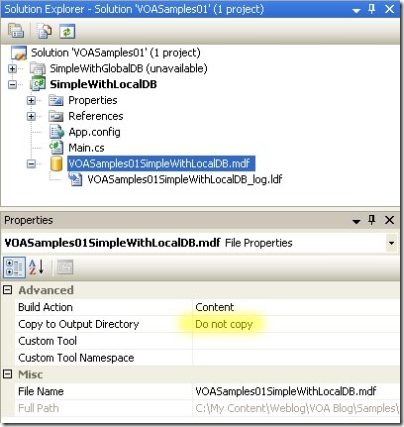 Solution Explorer - Solution 'VOASamples01' (1 project)
Solution 'VOASamples01' (1 project)
SimpleWithGlobalDB (unavailable)
SimpleWithLocalDB
Properties
References
App.config
Main.cs
VOASamples01SimpleWithLocalDB.mdf
VOASamples01SimpleWithLocalDB_log.ldf
Properties
VOASamples01SimpleWithLocalDB.mdf File Properties
Advanced
Build Action Content
Copy to Output Directory Do not copy
Custom Tool
Custom Tool Namespace
Misc
File Name VOASamples01SimpleWithLocalDB.mdf
Full Path C:\My Content\Weblog\VOA Blog\Samples\